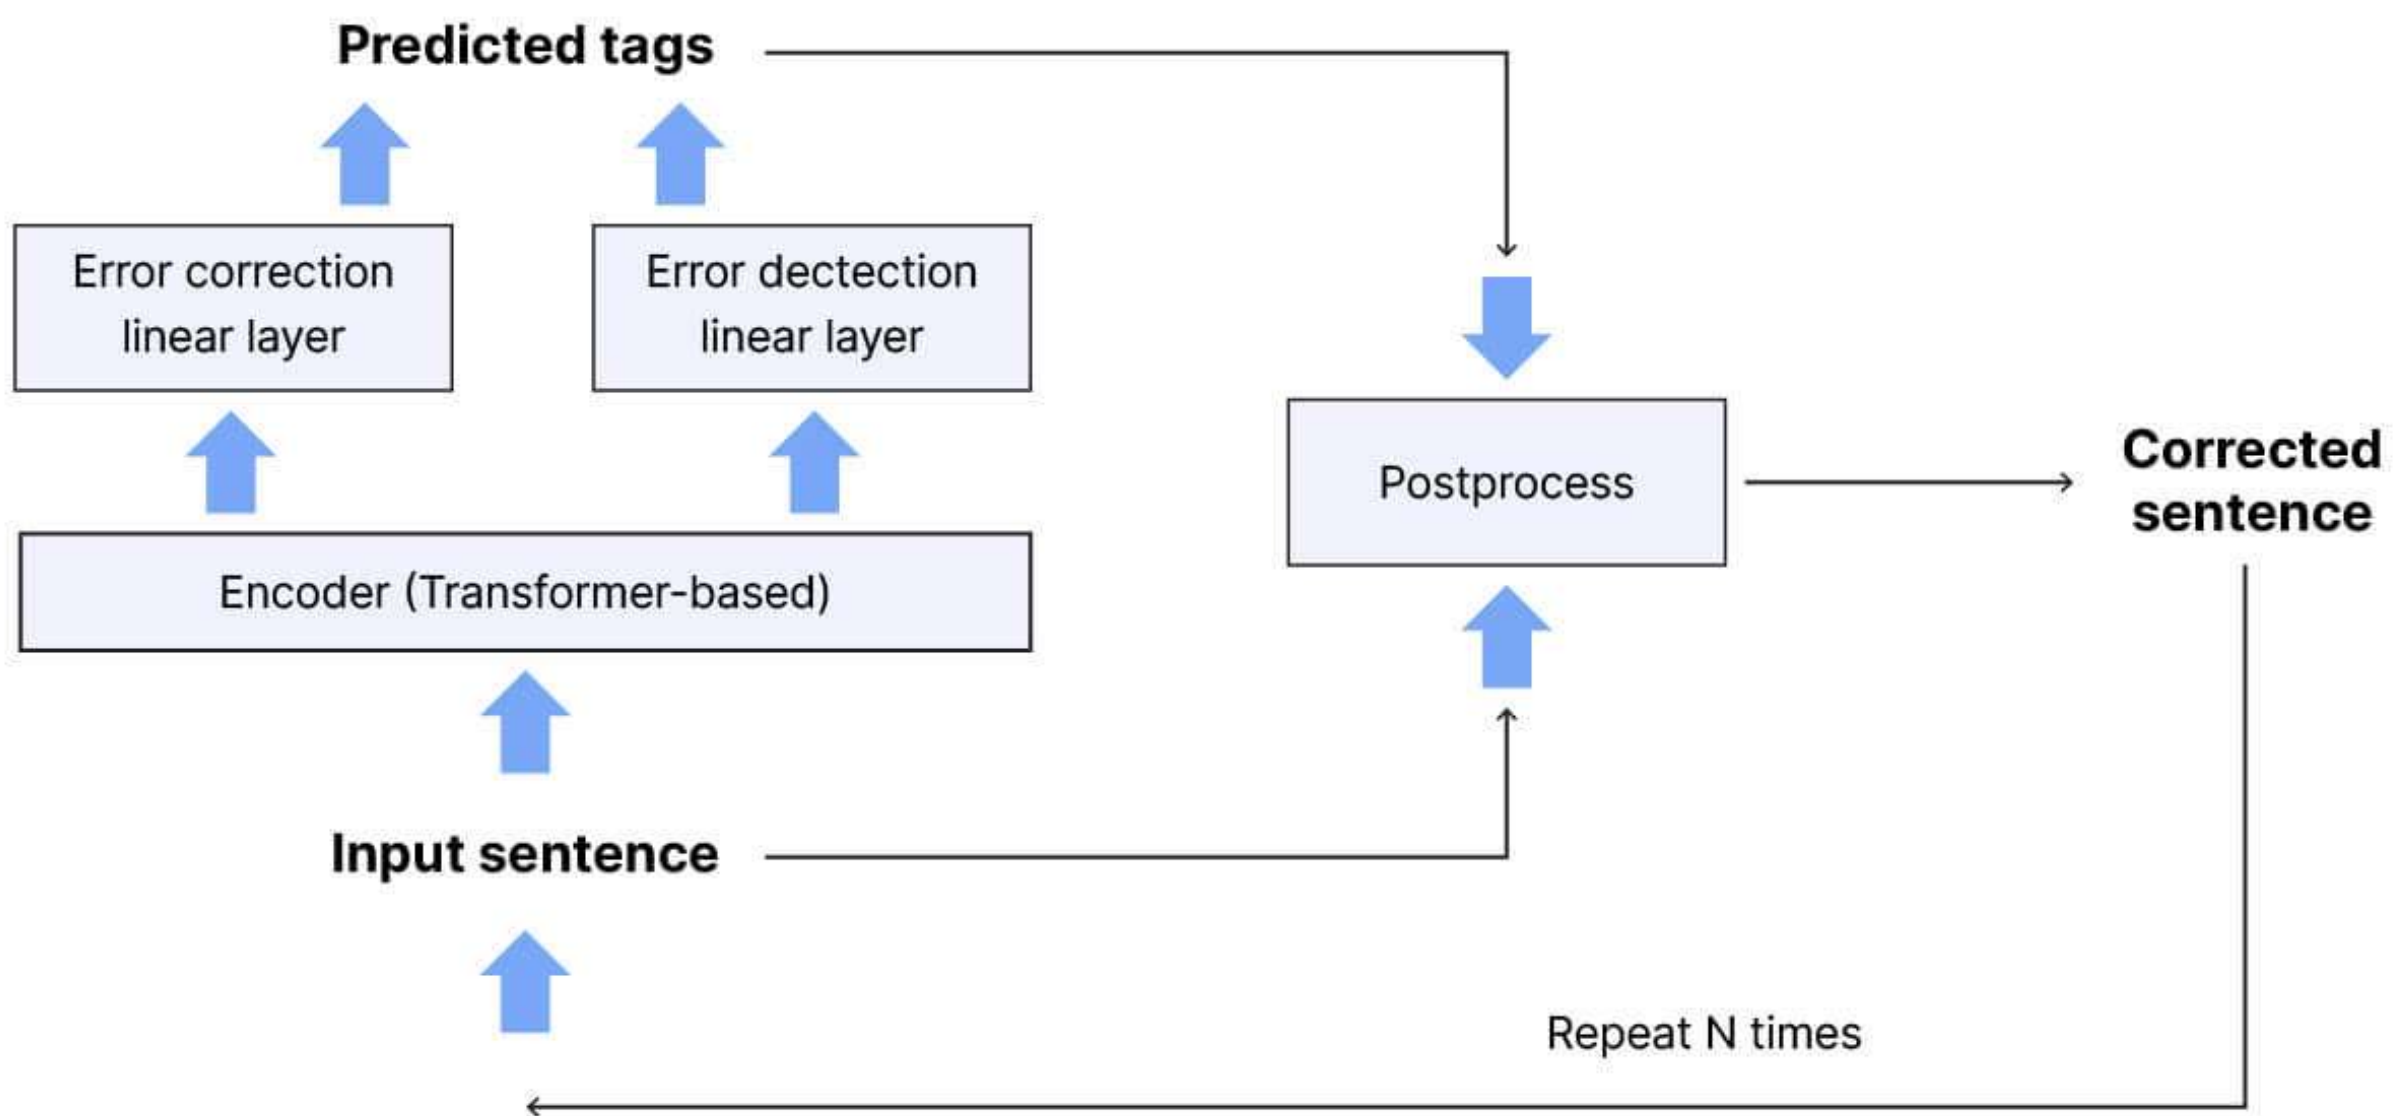 Predicted tags
Error correction
linear layer
Error dectection
linear layer
Encoder (Transformer-based)
Input sentence
Postprocess
Corrected
sentence
Repeat N times